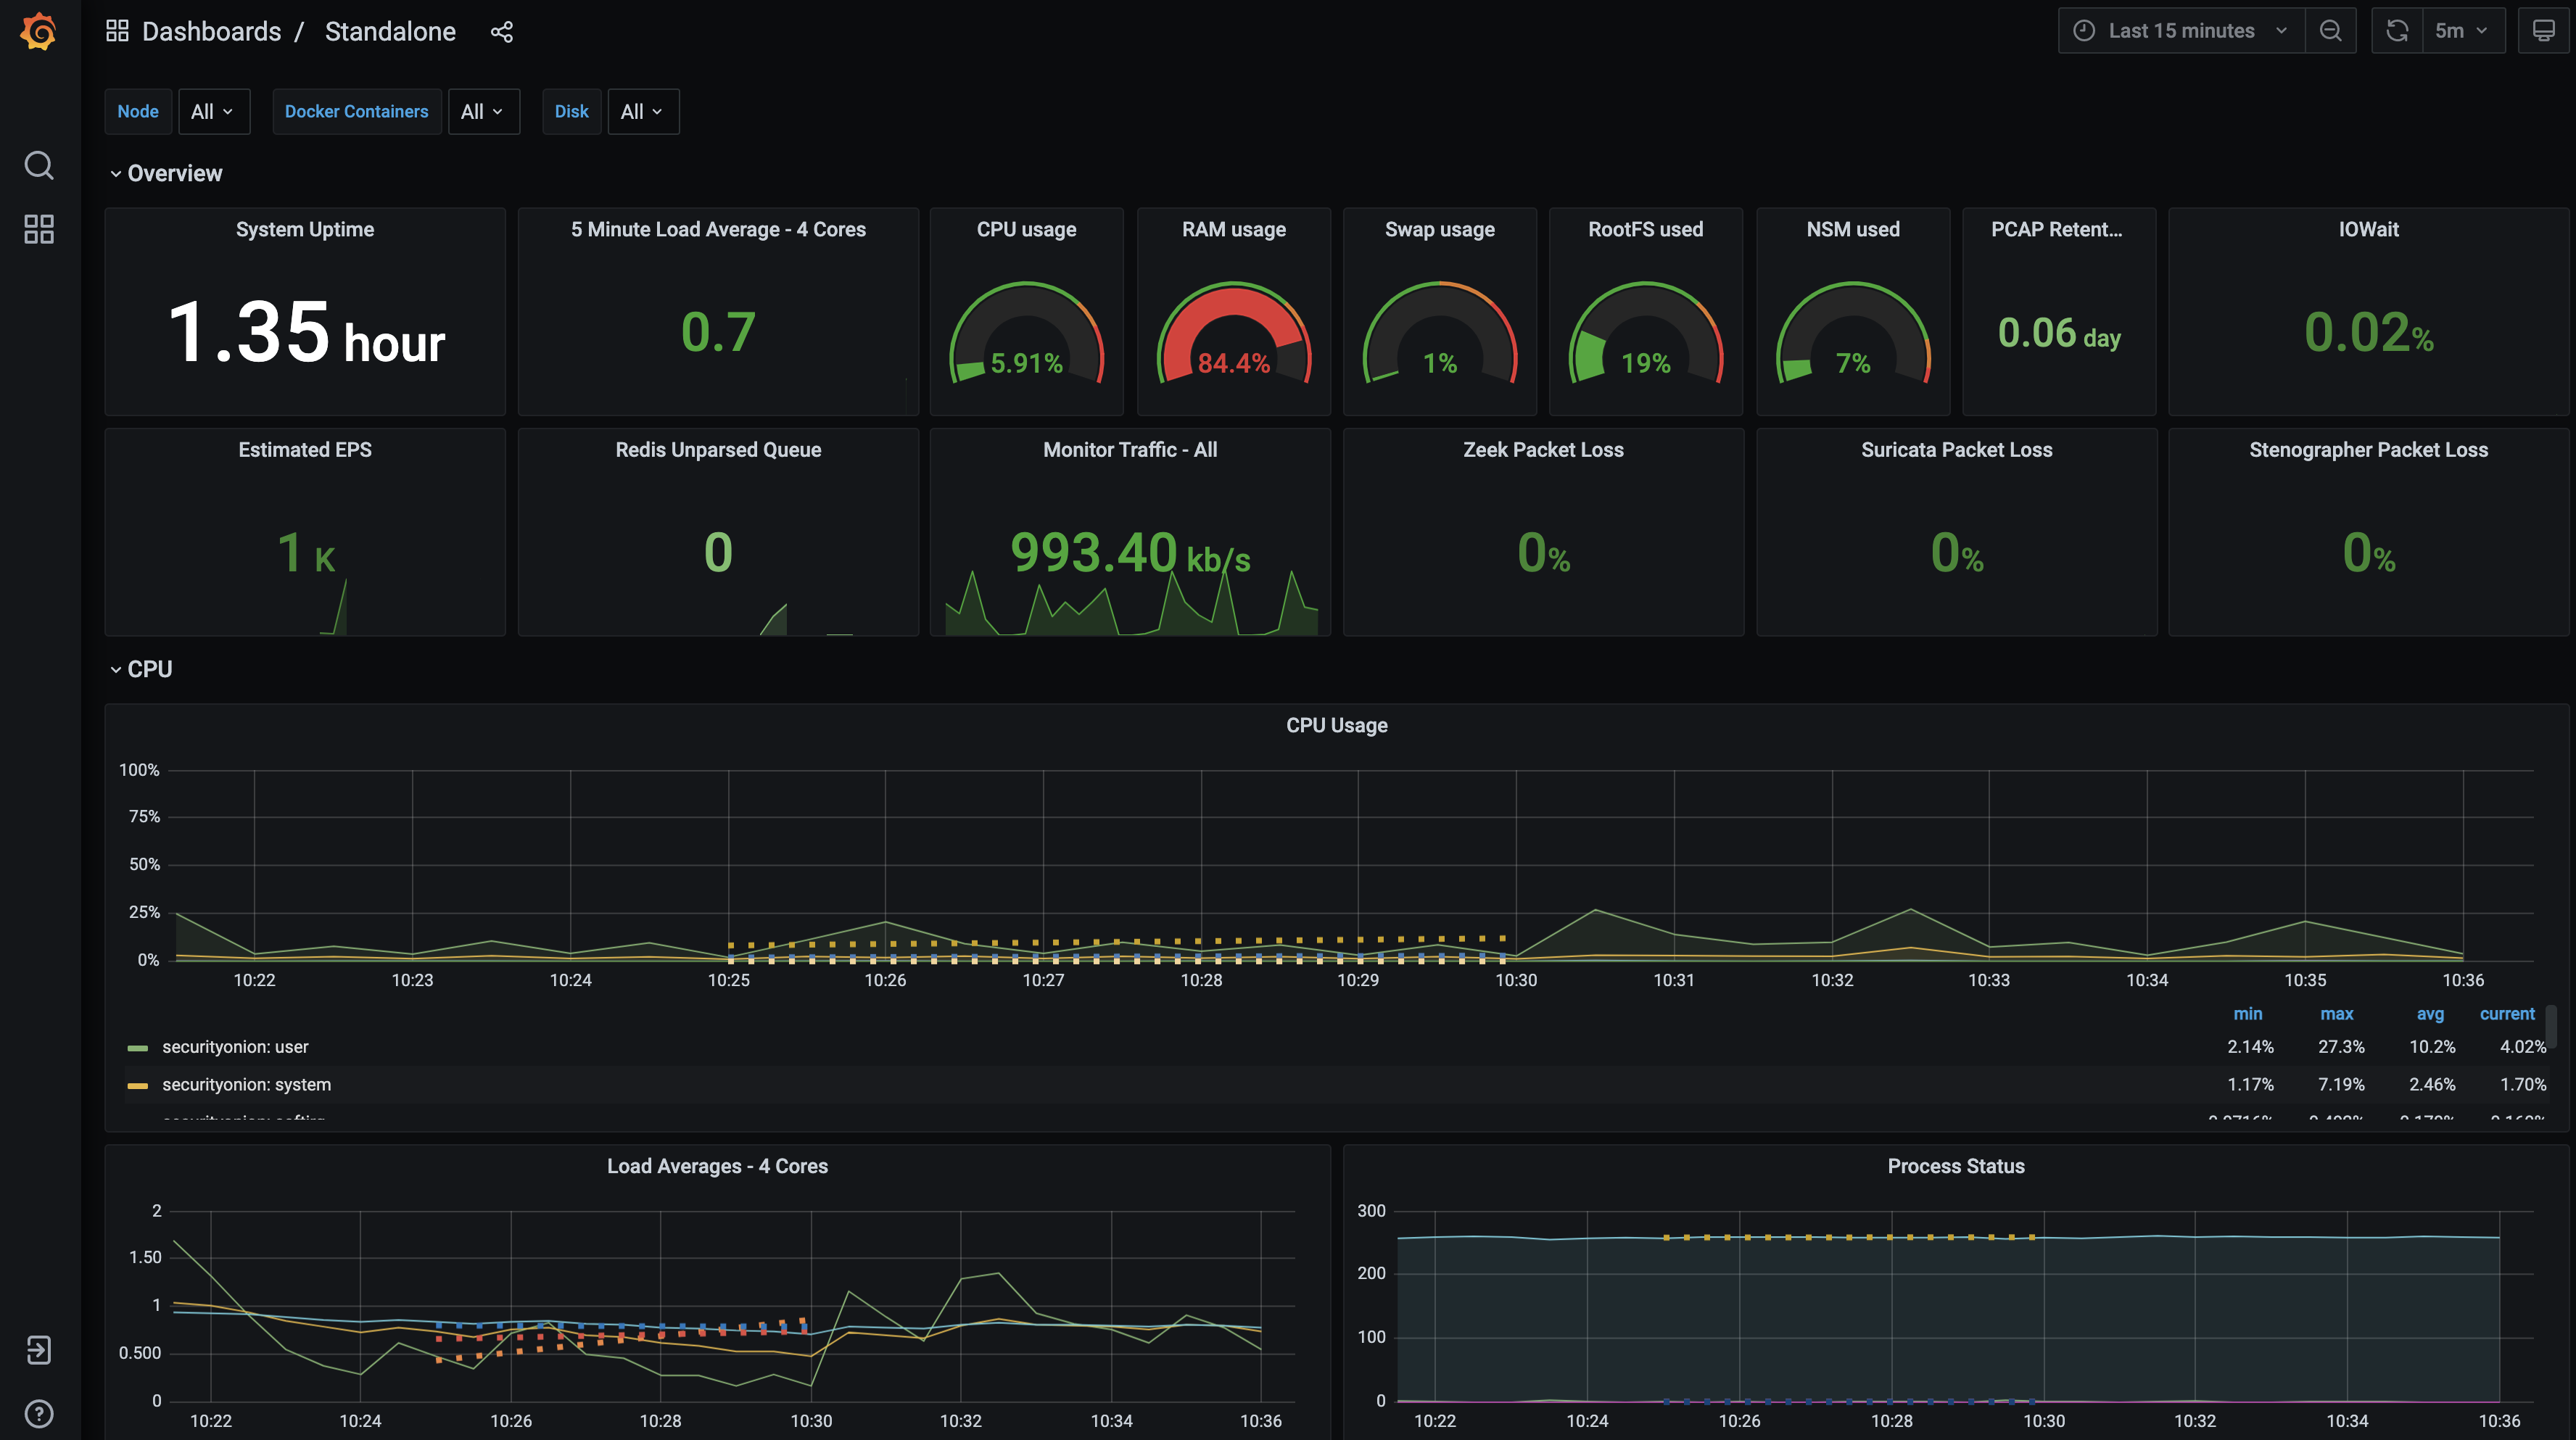 Dashboards / Standalone
Last 15 minutes
5m
Node All Docker Containers All Disk All
Overview
System Uptime
1.35 hour
5 Minute Load Average - 4 Cores
0.7
CPU usage
5.91%
RAM usage
84.4%
Swap usage
1%
RootFS used
19%
NSM used
7%
PCAP Retent...
0.06 day
IOWait
0.02%
Estimated EPS
1 K
Redis Unparsed Queue
0
Monitor Traffic - All
993.40 kb/s
Zeek Packet Loss
0%
Suricata Packet Loss
0%
Stenographer Packet Loss
0%
CPU
CPU Usage
100%
75%
50%
25%
0%
10:22 10:23 10:24 10:25 10:26 10:27 10:28 10:29 10:30 10:31 10:32 10:33 10:34 10:35 10:36
min max avg current
securityonion: user 2.14% 27.3% 10.2% 4.02%
securityonion: system 1.17% 7.19% 2.46% 1.70%
Load Averages - 4 Cores
2
1.50
1
0.500
0
10:22 10:24 10:26 10:28 10:30 10:32 10:34 10:36
Process Status
300
200
100
0
10:22 10:24 10:26 10:28 10:30 10:32 10:34 10:36